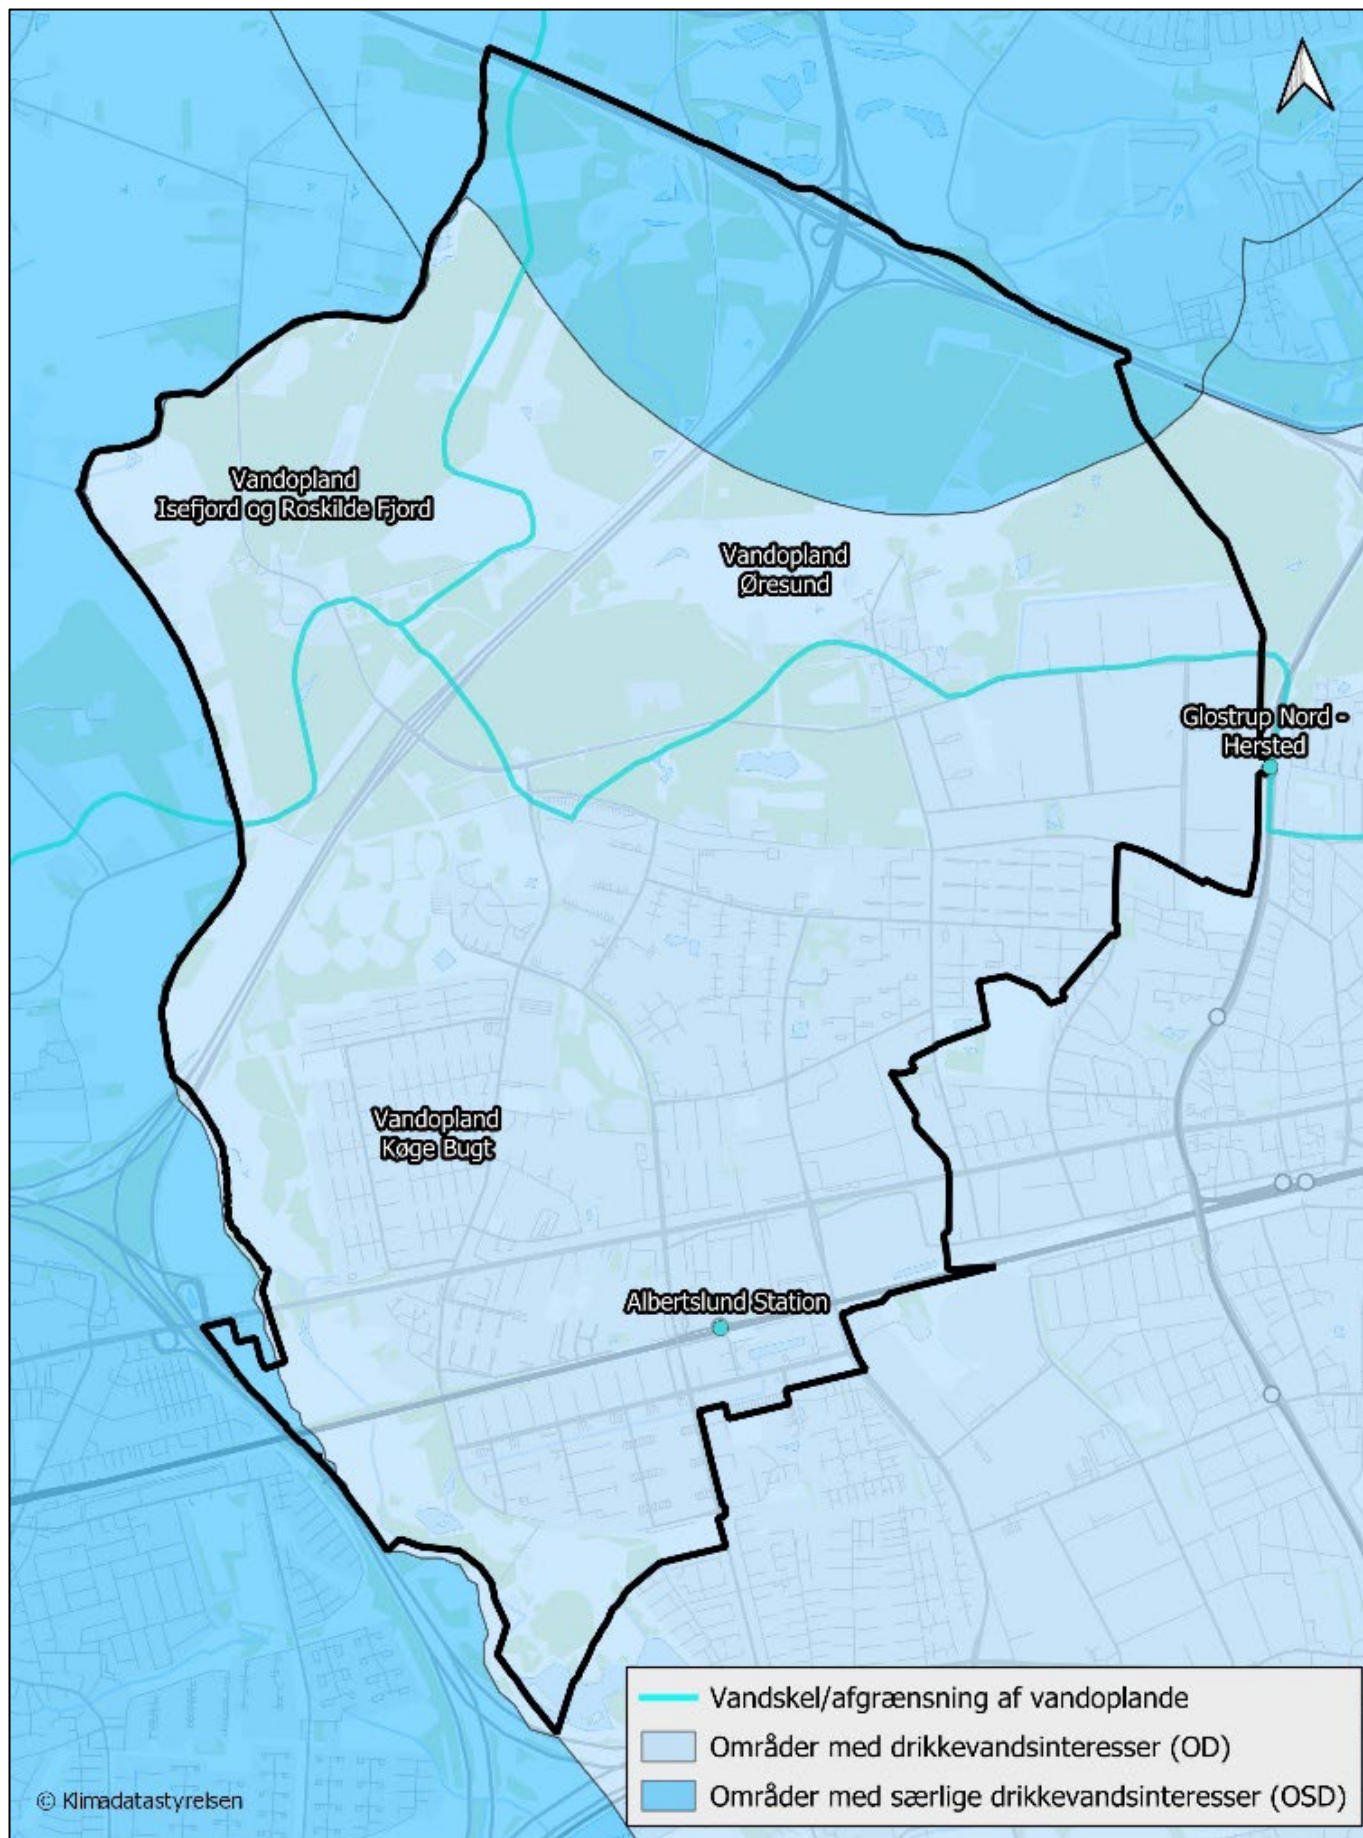 Vandopland
Isefjord og Roskilde Fjord
Vandopland
Øresund
Glostrup Nord -
Hersted
Vandopland
Køge Bugt
Albertslund Station
Vandskel/afgrænsning af vandoplande
Områder med drikkevandsinteresser (OD)
Områder med særlige drikkevandsinteresser (OSD)
© Klimadatastyrelsen